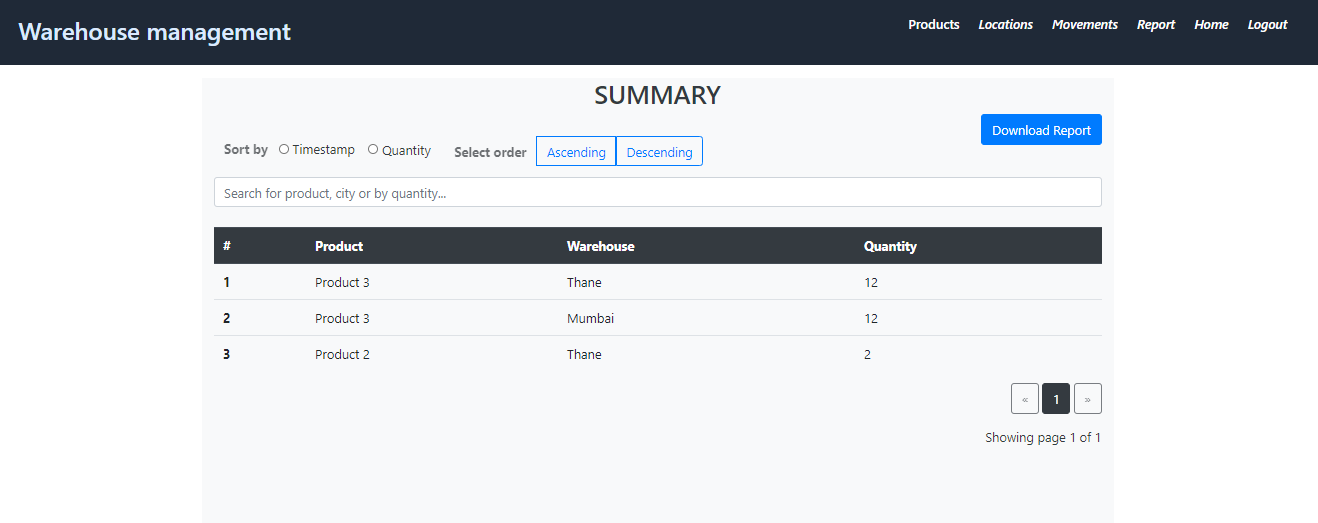 Warehouse management
Products Locations Movements Report Home Logout
SUMMARY
Download Report
Sort by Timestamp Quantity Select order Ascending Descending
Search for product, city or by quantity...
# Product Warehouse Quantity
1 Product 3 Thane 12
2 Product 3 Mumbai 12
3 Product 2 Thane 2
« 1 »
Showing page 1 of 1